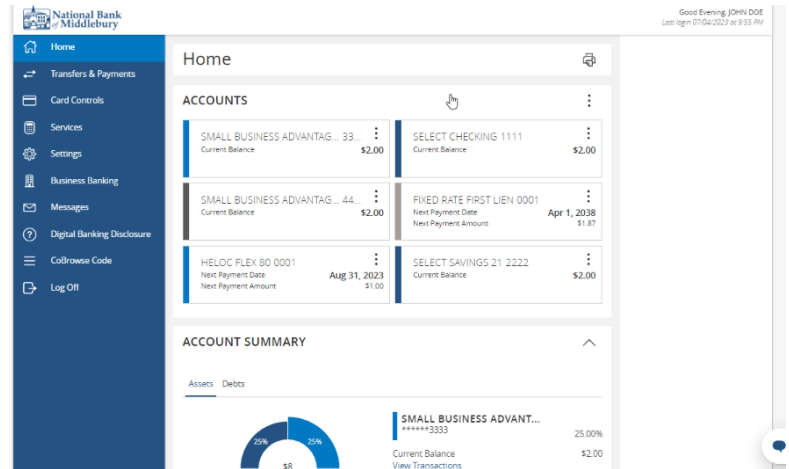 National Bank
of Middlebury
Good Evening, JOHN DOE
Last login 07/04/2023 at 9:55 PM
Home
Transfers & Payments
Card Controls
Services
Settings
Business Banking
Messages
Digital Banking Disclosure
CoBrowse Code
Log Off
Home
ACCOUNTS
SMALL BUSINESS ADVANTAG... 33...
Current Balance $2.00
SELECT CHECKING 1111
Current Balance $2.00
SMALL BUSINESS ADVANTAG... 44...
Current Balance $2.00
FIXED RATE FIRST LIEN 0001
Next Payment Date Apr 1, 2038
Next Payment Amount $1.87
HELOC FLEX 80 0001
Next Payment Date Aug 31, 2023
Next Payment Amount $1.00
SELECT SAVINGS 21 2222
Current Balance $2.00
ACCOUNT SUMMARY
Assets Debts
25% 25%
$8
SMALL BUSINESS ADVANT...
******3333 25.00%
Current Balance $2.00
View Transactions